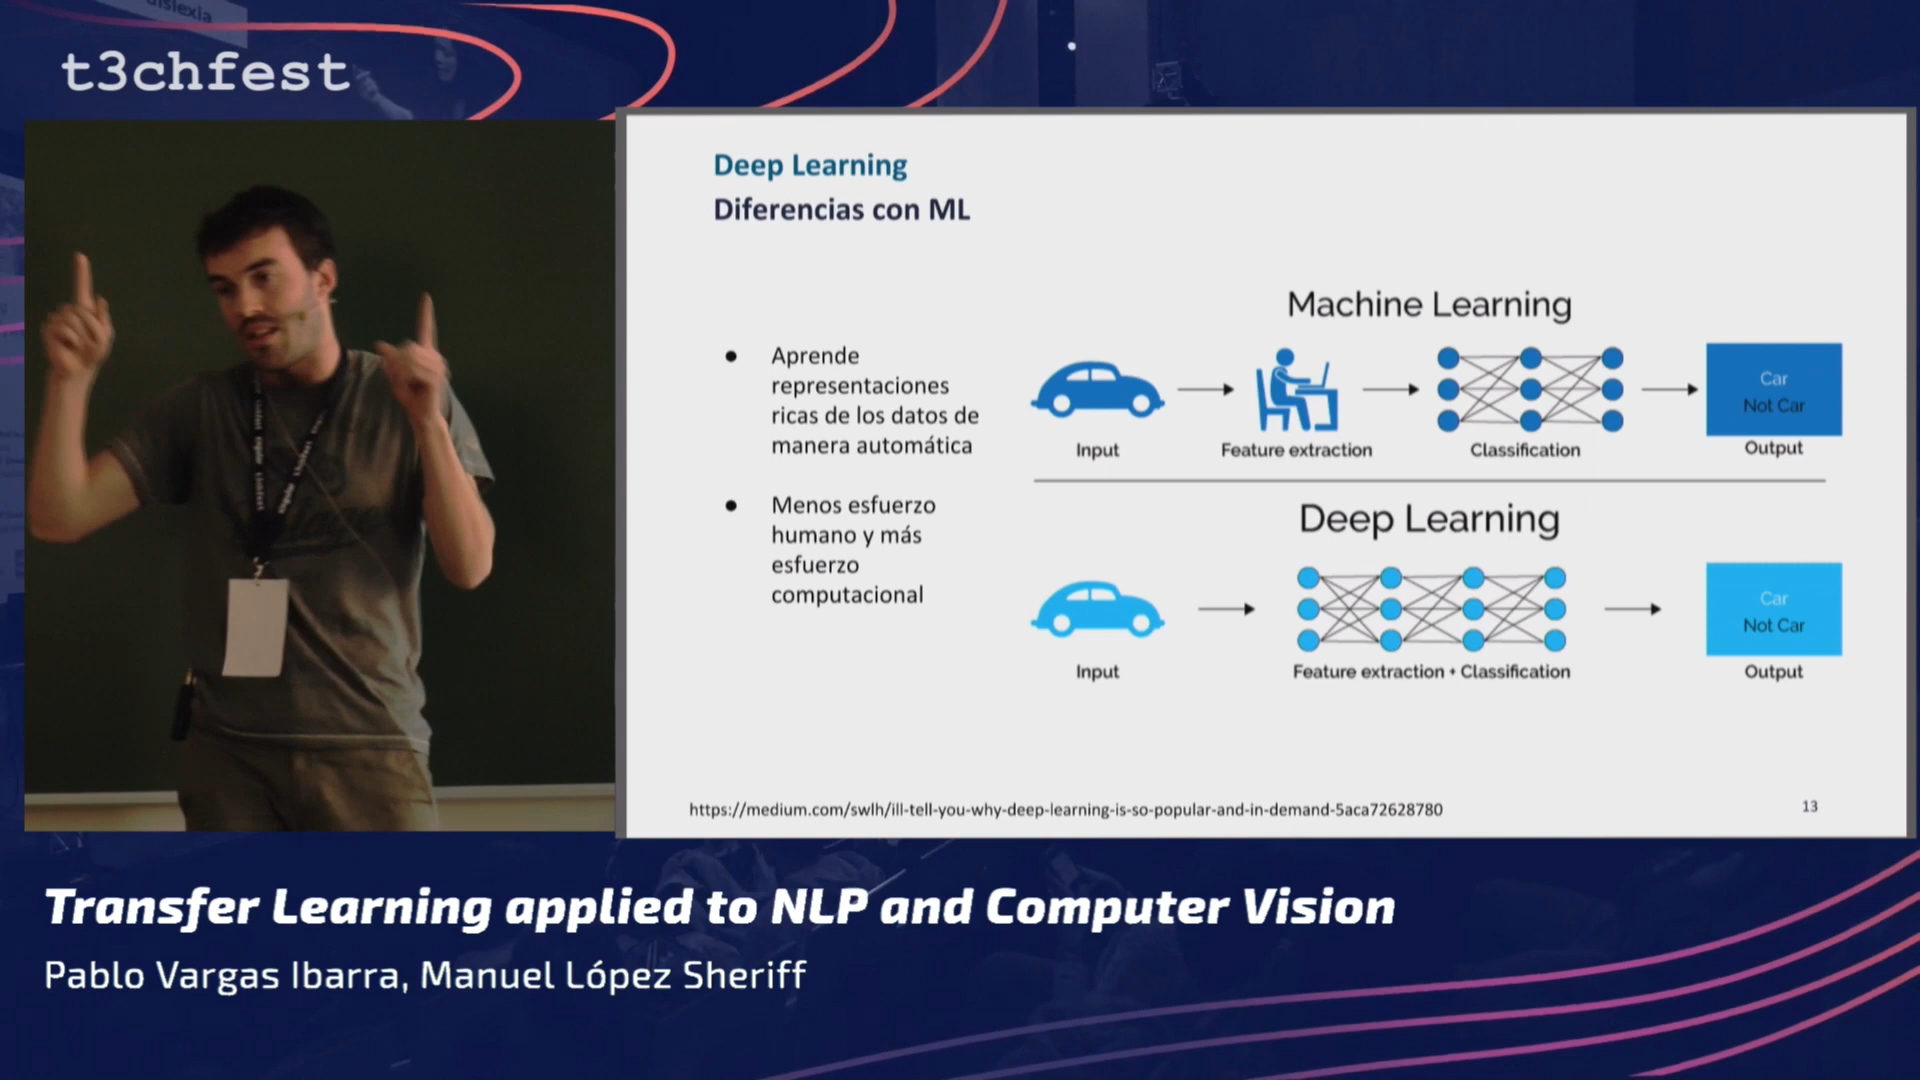 dislexia
t3chfest
Deep Learning
Diferencias con ML
Aprende
representaciones
ricas de los datos de
manera automática
Menos esfuerzo
humano y más
esfuerzo
computacional
Machine Learning
Input
Feature extraction
Classification
Car
Not Car
Output
Deep Learning
Input
Feature extraction + Classification
Car
Not Car
Output
https://medium.com/swlh/ill-tell-you-why-deep-learning-is-so-popular-and-in-demand-5aca72628780
13
Transfer Learning applied to NLP and Computer Vision
Pablo Vargas Ibarra, Manuel López Sheriff